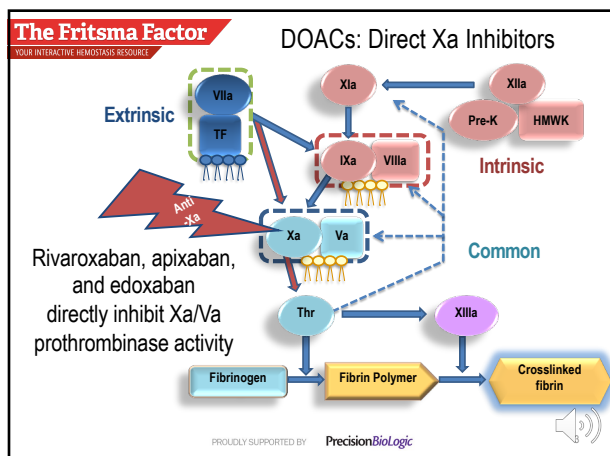 The Fritsma Factor
YOUR INTERACTIVE HEMOSTASIS RESOURCE
DOACs: Direct Xa Inhibitors
VIIa
TF
Extrinsic
XIa
XIIa
Pre-K
HMWK
Intrinsic
IXa
VIIIa
Anti
-Xa
Xa
Va
Common
Rivaroxaban, apixaban,
and edoxaban
directly inhibit Xa/Va
prothrombinase activity
Thr
XIIIa
Fibrinogen
Fibrin Polymer
Crosslinked
fibrin
PROUDLY SUPPORTED BY PrecisionBioLogic